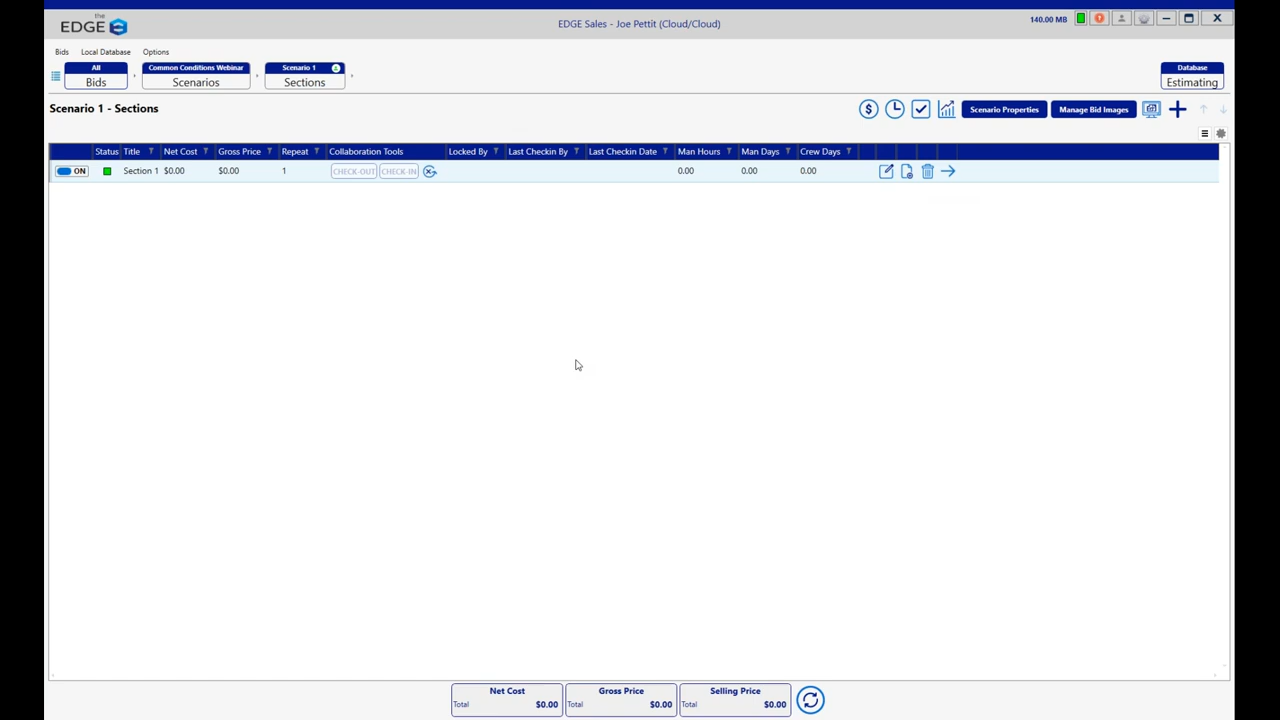 the
EDGE
EDGE Sales - Joe Pettit (Cloud/Cloud)
140.00 MB
Bids Local Database Options
All
Bids
Common Conditions Webinar
Scenarios
Scenario 1
Sections
Database
Estimating
Scenario 1 - Sections
Scenario Properties
Manage Bid Images
Status Title Net Cost Gross Price Repeat Collaboration Tools Locked By Last Checkin By Last Checkin Date Man Hours Man Days Crew Days
ON Section 1 $0.00 $0.00 1 CHECK-OUT CHECK-IN 0.00 0.00 0.00
Net Cost
Total $0.00
Gross Price
Total $0.00
Selling Price
Total $0.00